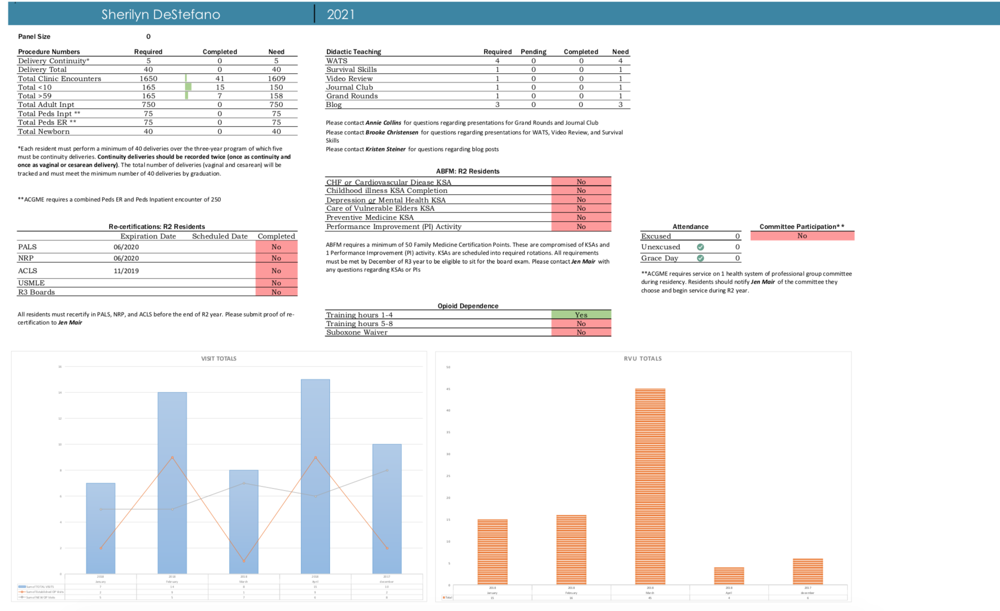 Sherilyn DeStefano 2021
Panel Size 0
Procedure Numbers Required Completed Need
Delivery Continuity* 5 0 5
Delivery Total 40 0 40
Total Clinic Encounters 1650 41 1609
Total <10 165 15 150
Total >59 165 7 158
Total Adult Inpt 750 0 750
Total Peds Inpt ** 75 0 75
Total Peds ER ** 75 0 75
Total Newborn 40 0 40
*Each resident must perform a minimum of 40 deliveries over the three-year program of which five
must be continuity deliveries. Continuity deliveries should be recorded twice (once as continuity and
once as vaginal or cesarean delivery). The total number of deliveries (vaginal and cesarean) will be
tracked and must meet the minimum number of 40 deliveries by graduation.
**ACGME requires a combined Peds ER and Peds Inpatient encounter of 250
Re-certifications: R2 Residents
Expiration Date Scheduled Date Completed
PALS 06/2020 No
NRP 06/2020 No
ACLS 11/2019 No
USMLE No
R3 Boards No
All residents must recertify in PALS, NRP, and ACLS before the end of R2 year. Please submit proof of re-
certification to Jen Mair
Didactic Teaching Required Pending Completed Need
WATS 4 0 0 4
Survival Skills 1 0 0 1
Video Review 1 0 0 1
Journal Club 1 0 0 1
Grand Rounds 1 0 0 1
Blog 3 0 0 3
Please contact Annie Collins for questions regarding presentations for Grand Rounds and Journal Club
Please contact Brooke Christensen for questions regarding presentations for WATS, Video Review, and Survival
Skills
Please contact Kristen Steiner for questions regarding blog posts
ABFM: R2 Residents
CHF or Cardiovascular Diease KSA No
Childhood illness KSA Completion No
Depression or Mental Health KSA No
Care of Vulnerable Elders KSA No
Preventive Medicine KSA No
Performance Improvement (PI) Activity No
ABFM requires a minimum of 50 Family Medicine Certification Points. These are compromised of KSAs and
1 Performance Improvement (PI) activity. KSAs are scheduled into required rotations. All requirements
must be met by December of R3 year to be eligible to sit for the board exam. Please contact Jen Mair with
any questions regarding KSAs or PIs
Opioid Dependence
Training hours 1-4 Yes
Training hours 5-8 No
Suboxone Waiver No
Attendance
Excused 0
Unexcused 0
Grace Day 0
Committee Participation**
No
**ACGME requires service on 1 health system of professional group committee
during residency. Residents should notify Jen Mair of the committee they
choose and begin service during R2 year.
VISIT TOTALS
16
14
12
10
8
6
4
2
0
2018 2018 2018 2018 2017
January February March April december
Sum of TOTAL VISITS 7 14 8 15 10
Sum of Established OP Visits 2 9 1 9 2
Sum of NEW OP Visits 5 5 7 6 8
RVU TOTALS
50
45
40
35
30
25
20
15
10
5
0
2018 2018 2018 2018 2017
January February March April december
Total 15 16 45 4 6